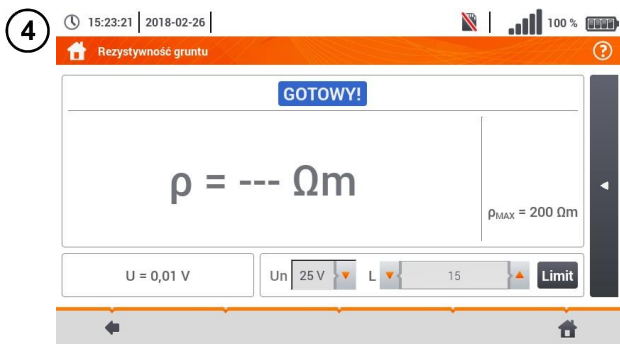 4
15:23:21 2018-02-26 100 %
Rezystywność gruntu ?
GOTOWY!
ρ = --- Ωm
ρMAX = 200 Ωm
U = 0,01 V Un 25 V L 15 Limit